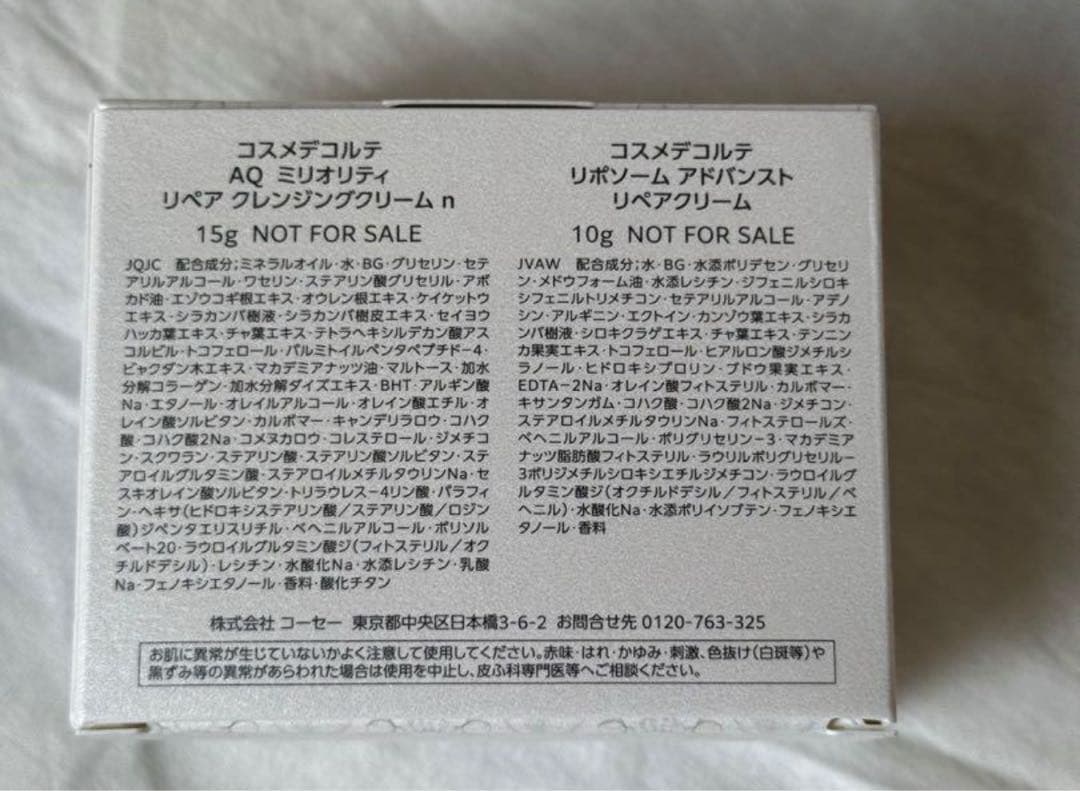 コスメデコルテ
AQ ミリオリティ
リペア クレンジングクリーム n
15g NOT FOR SALE
JQJC 配合成分;ミネラルオイル・水・BG・グリセリン・セテ
アリルアルコール・ワセリン・ステアリン酸グリセリル・アボ
カド油・エゾウコギ根エキス・オウレン根エキス・ケイケットウ
エキス・シラカンバ樹液・シラカンバ樹皮エキス・セイヨウ
ハッカ葉エキス・チャ葉エキス・テトラヘキシルデカン酸アス
コルビル・トコフェロール・パルミトイルペンタペプチド-4・
ビャクダン木エキス・マカデミアナッツ油・マルトース・加水
分解コラーゲン・加水分解ダイズエキス・BHT・アルギン酸
Na・エタノール・オレイルアルコール・オレイン酸エチル・オ
レイン酸ソルビタン・カルボマー・キャンデリラロウ・コハク
酸・コハク酸2Na・コメヌカロウ・コレステロール・ジメチコ
ン・スクワラン・ステアリン酸・ステアリン酸ソルビタン・ステ
アロイルグルタミン酸・ステアロイルメチルタウリンNa・セ
スキオレイン酸ソルビタン・トリラウレス-4リン酸・パラフィ
ン・ヘキサ(ヒドロキシステアリン酸/ステアリン酸/ロジン
酸)ジペンタエリスリチル・ベヘニルアルコール・ポリソル
ベート20・ラウロイルグルタミン酸ジ(フィトステリル/オク
チルドデシル)・レシチン・水酸化Na・水添レシチン・乳酸
Na・フェノキシエタノール・香料・酸化チタン
コスメデコルテ
リポソーム アドバンスト
リペアクリーム
10g NOT FOR SALE
JVAW 配合成分;水・BG・水添ポリデセン・グリセリ
ン・メドウフォーム油・水添レシチン・ジフェニルシロキ
シフェニルトリメチコン・セテアリルアルコール・アデノ
シン・アルギニン・エクトイン・カンゾウ葉エキス・シラカ
ンバ樹液・シロキクラゲエキス・チャ葉エキス・テンニン
カ果実エキス・トコフェロール・ヒアルロン酸ジメチルシ
ラノール・ヒドロキシプロリン・ブドウ果実エキス・
EDTA-2Na・オレイン酸フィトステリル・カルボマー・
キサンタンガム・コハク酸・コハク酸2Na・ジメチコン・
ステアロイルメチルタウリンNa・フィトステロールズ・
ベヘニルアルコール・ポリグリセリン-3・マカデミア
ナッツ脂肪酸フィトステリル・ラウリルポリグリセリル-
3ポリジメチルシロキシエチルジメチコン・ラウロイルグ
ルタミン酸ジ(オクチルドデシル/フィトステリル/ベ
ヘニル)・水酸化Na・水添ポリイソブテン・フェノキシエ
タノール・香料
株式会社 コーセー 東京都中央区日本橋3-6-2 お問合せ先 0120-763-325
お肌に異常が生じていないかよく注意して使用してください。赤味・はれ・かゆみ・刺激、色抜け(白斑等)や
黒ずみ等の異常があらわれた場合は使用を中止し、皮ふ科専門医等へご相談ください。